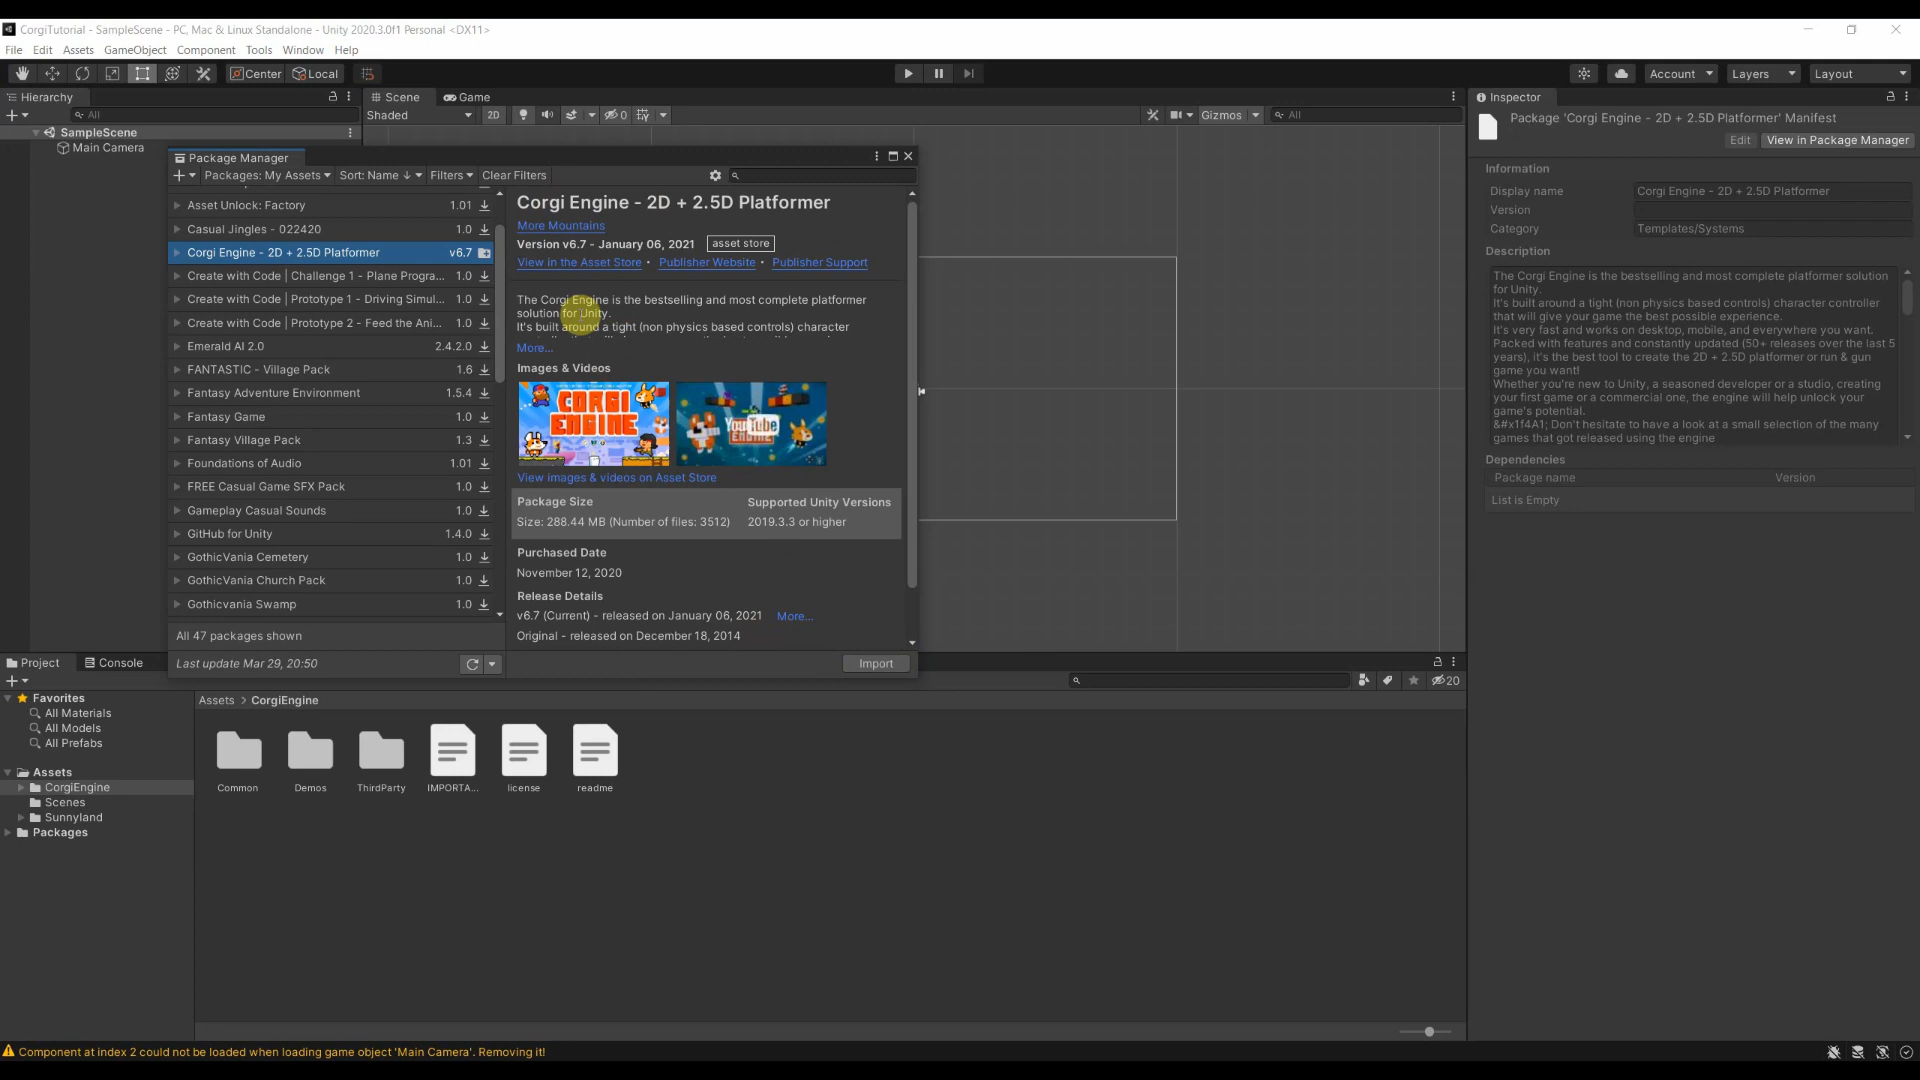 CorgiTutorial - SampleScene - PC, Mac & Linux Standalone - Unity 2020.3.0f1 Personal <DX11>
File Edit Assets GameObject Component Tools Window Help
Center Local
Account Layers Layout
Hierarchy
All
SampleScene
Main Camera
Scene Game
Shaded 2D 0 Gizmos All
Package Manager
Packages: My Assets Sort: Name ↓ Filters Clear Filters
Asset Unlock: Factory 1.01
Casual Jingles - 022420 1.0
Corgi Engine - 2D + 2.5D Platformer v6.7
Create with Code | Challenge 1 - Plane Progra... 1.0
Create with Code | Prototype 1 - Driving Simul... 1.0
Create with Code | Prototype 2 - Feed the Ani... 1.0
Emerald AI 2.0 2.4.2.0
FANTASTIC - Village Pack 1.6
Fantasy Adventure Environment 1.5.4
Fantasy Game 1.0
Fantasy Village Pack 1.3
Foundations of Audio 1.01
FREE Casual Game SFX Pack 1.0
Gameplay Casual Sounds 1.0
GitHub for Unity 1.4.0
GothicVania Cemetery 1.0
GothicVania Church Pack 1.0
Gothicvania Swamp 1.0
All 47 packages shown
Last update Mar 29, 20:50
Corgi Engine - 2D + 2.5D Platformer
More Mountains
Version v6.7 - January 06, 2021 asset store
View in the Asset Store • Publisher Website • Publisher Support
The Corgi Engine is the bestselling and most complete platformer
solution for Unity.
It's built around a tight (non physics based controls) character
More...
Images & Videos
CORGI
ENGINE
YouTube
ENGINE
View images & videos on Asset Store
Package Size Supported Unity Versions
Size: 288.44 MB (Number of files: 3512) 2019.3.3 or higher
Purchased Date
November 12, 2020
Release Details
v6.7 (Current) - released on January 06, 2021 More...
Original - released on December 18, 2014
Import
Inspector
Package 'Corgi Engine - 2D + 2.5D Platformer' Manifest
Edit View in Package Manager
Information
Display name Corgi Engine - 2D + 2.5D Platformer
Version
Category Templates/Systems
Description
The Corgi Engine is the bestselling and most complete platformer solution
for Unity.
It's built around a tight (non physics based controls) character controller
that will give your game the best possible experience.
It's very fast and works on desktop, mobile, and everywhere you want.
Packed with features and constantly updated (50+ releases over the last 5
years), it's the best tool to create the 2D + 2.5D platformer or run & gun
game you want!
Whether you're new to Unity, a seasoned developer or a studio, creating
your first game or a commercial one, the engine will help unlock your
game's potential.
&#x1f4A1; Don't hesitate to have a look at a small selection of the many
games that got released using the engine
Dependencies
Package name Version
List is Empty
Project Console
20
Favorites
All Materials
All Models
All Prefabs
Assets
CorgiEngine
Scenes
Sunnyland
Packages
Assets > CorgiEngine
Common Demos ThirdParty IMPORTA... license readme
Component at index 2 could not be loaded when loading game object 'Main Camera'. Removing it!